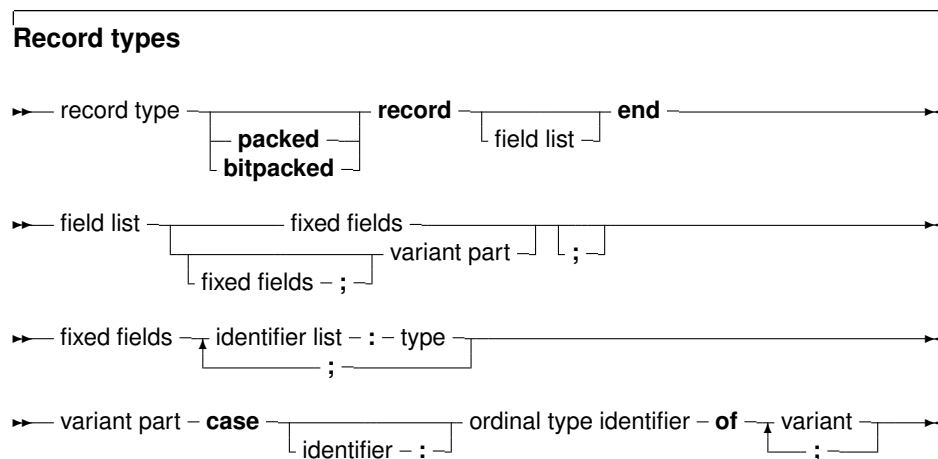 Record types
record type record end
packed field list
bitpacked
field list fixed fields
variant part ;
fixed fields ;
fixed fields identifier list : type
;
variant part case ordinal type identifier of variant
identifier : ;